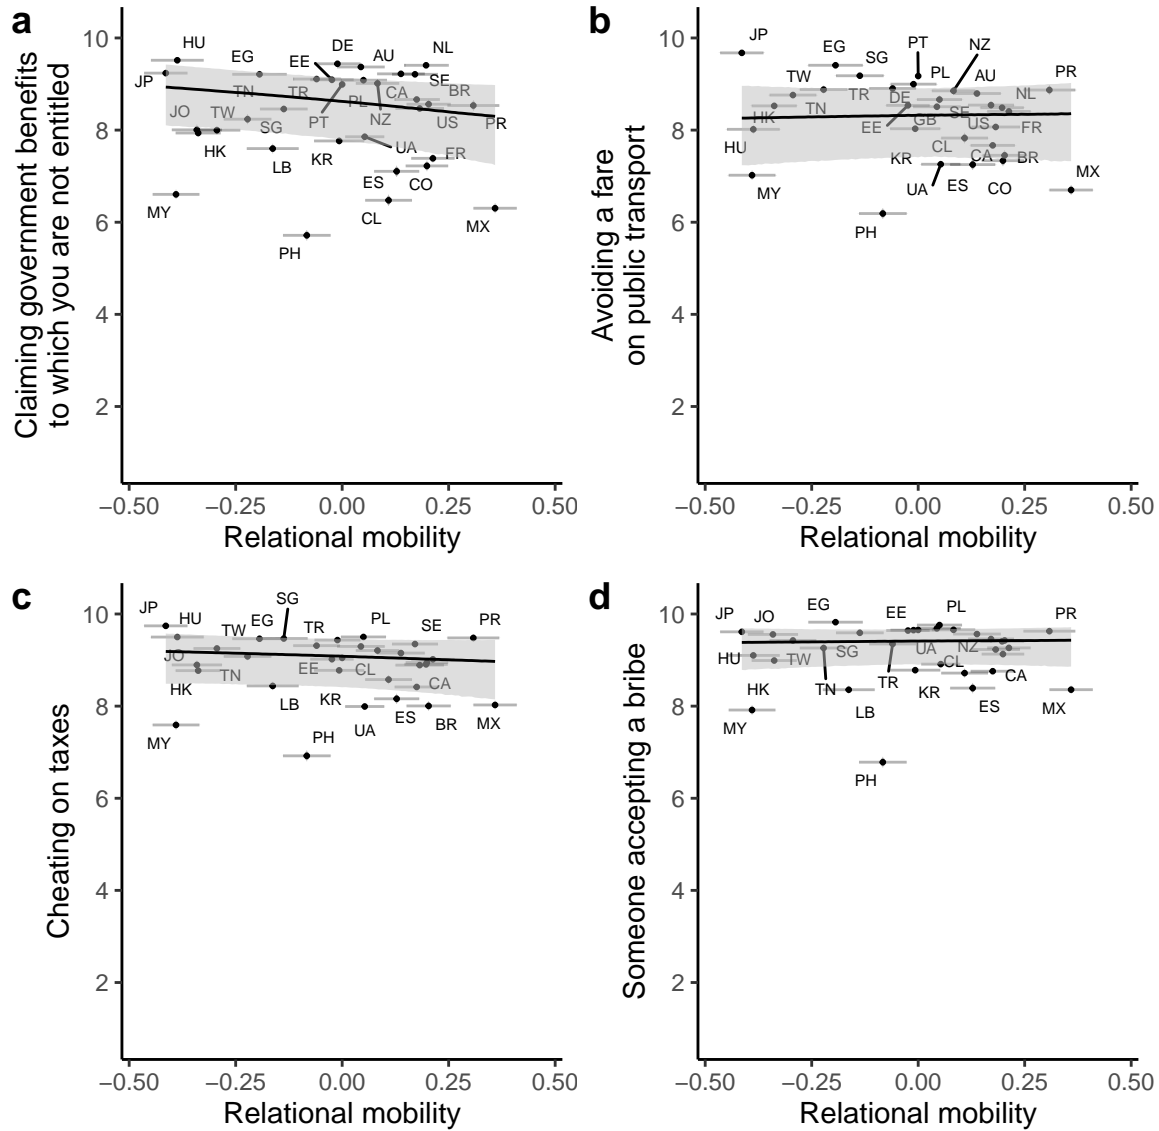 a
Claiming government benefits
to which you are not entitled
10
8
6
4
2
HU
JP
EG
EE
DE
AU
NL
SE
TN
TR
PL
CA
BR
JO
TW
SG
PT
NZ
US
PR
HK
LB
KR
UA
ER
ES
CO
MY
CL
MX
PH
−0.50
−0.25
0.00
0.25
0.50
Relational mobility
b
Avoiding a fare
on public transport
10
8
6
4
2
JP
EG
SG
PT
NZ
PL
AU
PR
TW
TR
DE
NL
HK
TN
SE
GB
EE
US
FR
HU
CL
KR
CA
BR
MY
UA
ES
CO
MX
PH
−0.50
−0.25
0.00
0.25
0.50
Relational mobility
c
Cheating on taxes
10
8
6
4
2
SG
JP
HU
TW
EG
TR
PL
SE
PR
JO
TN
EE
CL
CA
HK
LB
KR
UA
ES
BR
MX
MY
PH
−0.50
−0.25
0.00
0.25
0.50
Relational mobility
d
Someone accepting a bribe
10
8
6
4
2
JP
JO
EG
EE
PL
PR
HU
TW
SG
UA
NZ
CL
HK
TN
TR
KR
CA
LB
ES
MX
MY
PH
−0.50
−0.25
0.00
0.25
0.50
Relational mobility